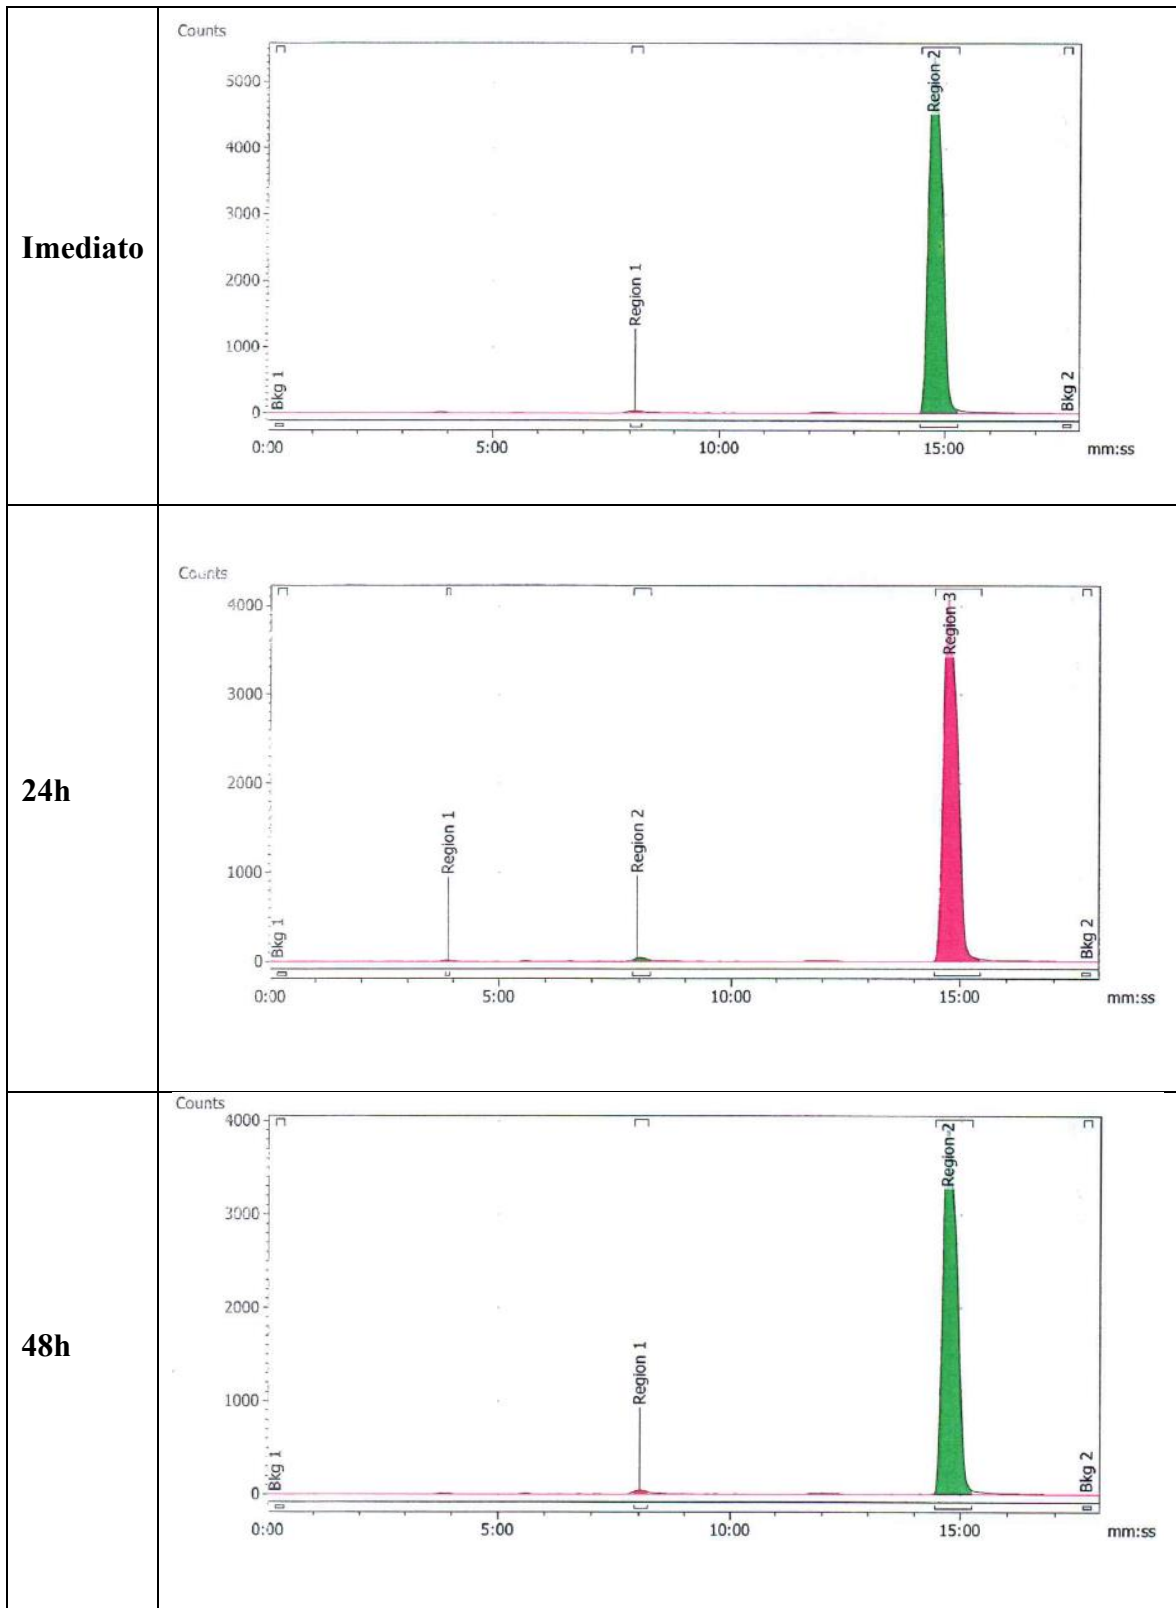 Imediato
Counts
5000
4000
3000
2000
1000
0
Bkg 1
Region 1
Region 2
Bkg 2
0:00 5:00 10:00 15:00 mm:ss
24h
Counts
4000
3000
2000
1000
0
Bkg 1
Region 1
Region 2
Region 3
Bkg 2
0:00 5:00 10:00 15:00 mm:ss
48h
Counts
4000
3000
2000
1000
0
Bkg 1
Region 1
Region 2
Bkg 2
0:00 5:00 10:00 15:00 mm:ss